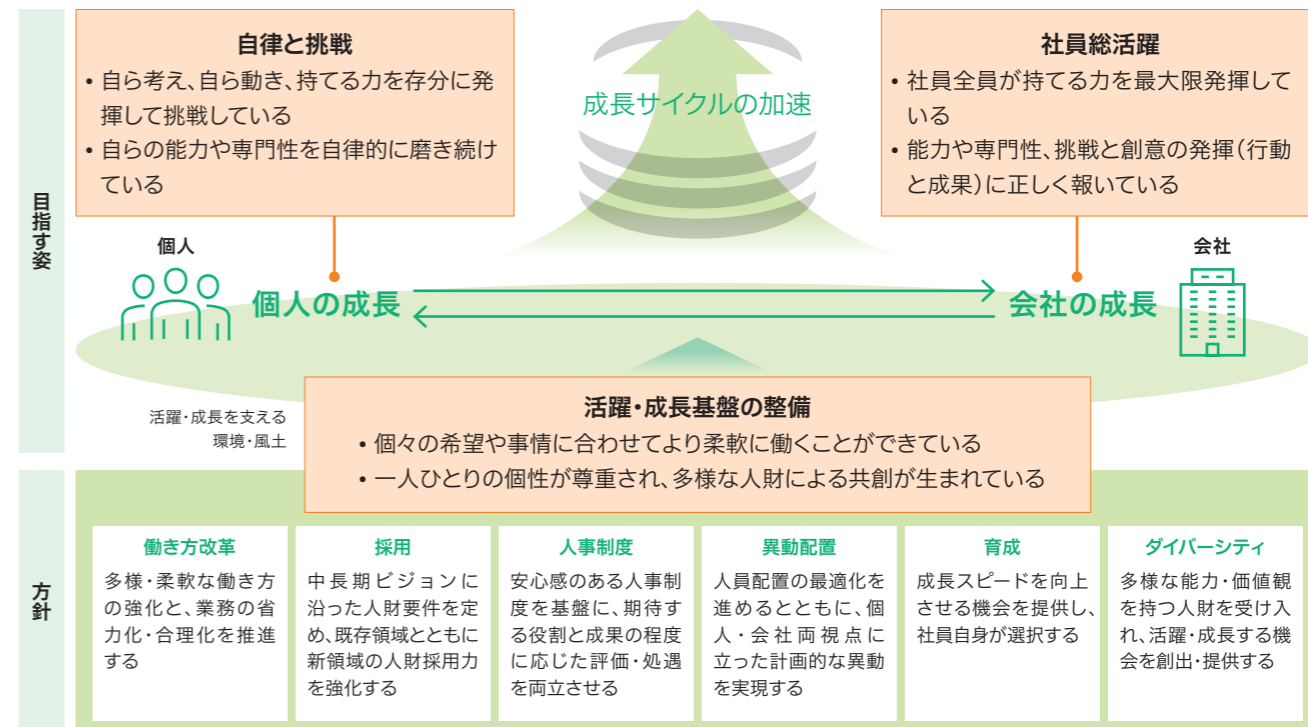 目指す姿
自律と挑戦
• 自ら考え、自ら動き、持てる力を存分に発
揮して挑戦している
• 自らの能力や専門性を自律的に磨き続け
ている
成長サイクルの加速
社員総活躍
• 社員全員が持てる力を最大限発揮して
いる
• 能力や専門性、挑戦と創意の発揮（行動
と成果）に正しく報いている
個人
個人の成長
会社の成長
会社
活躍・成長を支える
環境・風土
活躍・成長基盤の整備
• 個々の希望や事情に合わせてより柔軟に働くことができている
• 一人ひとりの個性が尊重され、多様な人財による共創が生まれている
方針
働き方改革
多様・柔軟な働き方
の強化と、業務の省
力化・合理化を推進
する
採用
中長期ビジョンに
沿った人財要件を定
め、既存領域とともに
新領域の人財採用力
を強化する
人事制度
安心感のある人事制
度を基盤に、期待す
る役割と成果の程度
に応じた評価・処遇
を両立させる
異動配置
人員配置の最適化を
進めるとともに、個
人・会社両視点に
立った計画的な異動
を実現する
育成
成長スピードを向上
させる機会を提供し、
社員自身が選択する
ダイバーシティ
多様な能力・価値観
を持つ人財を受け入
れ、活躍・成長する機
会を創出・提供する